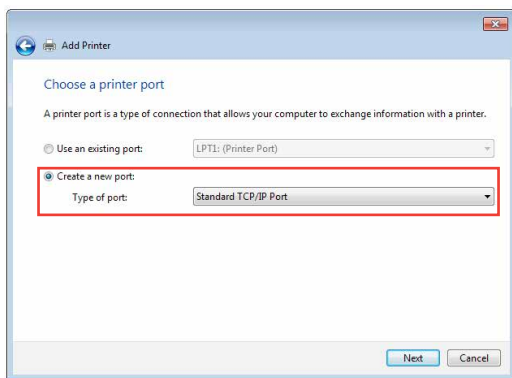 Add Printer
Choose a printer port
A printer port is a type of connection that allows your computer to exchange information with a printer.
Use an existing port:
LPT1: (Printer Port)
Create a new port:
Type of port:
Standard TCP/IP Port
Next
Cancel